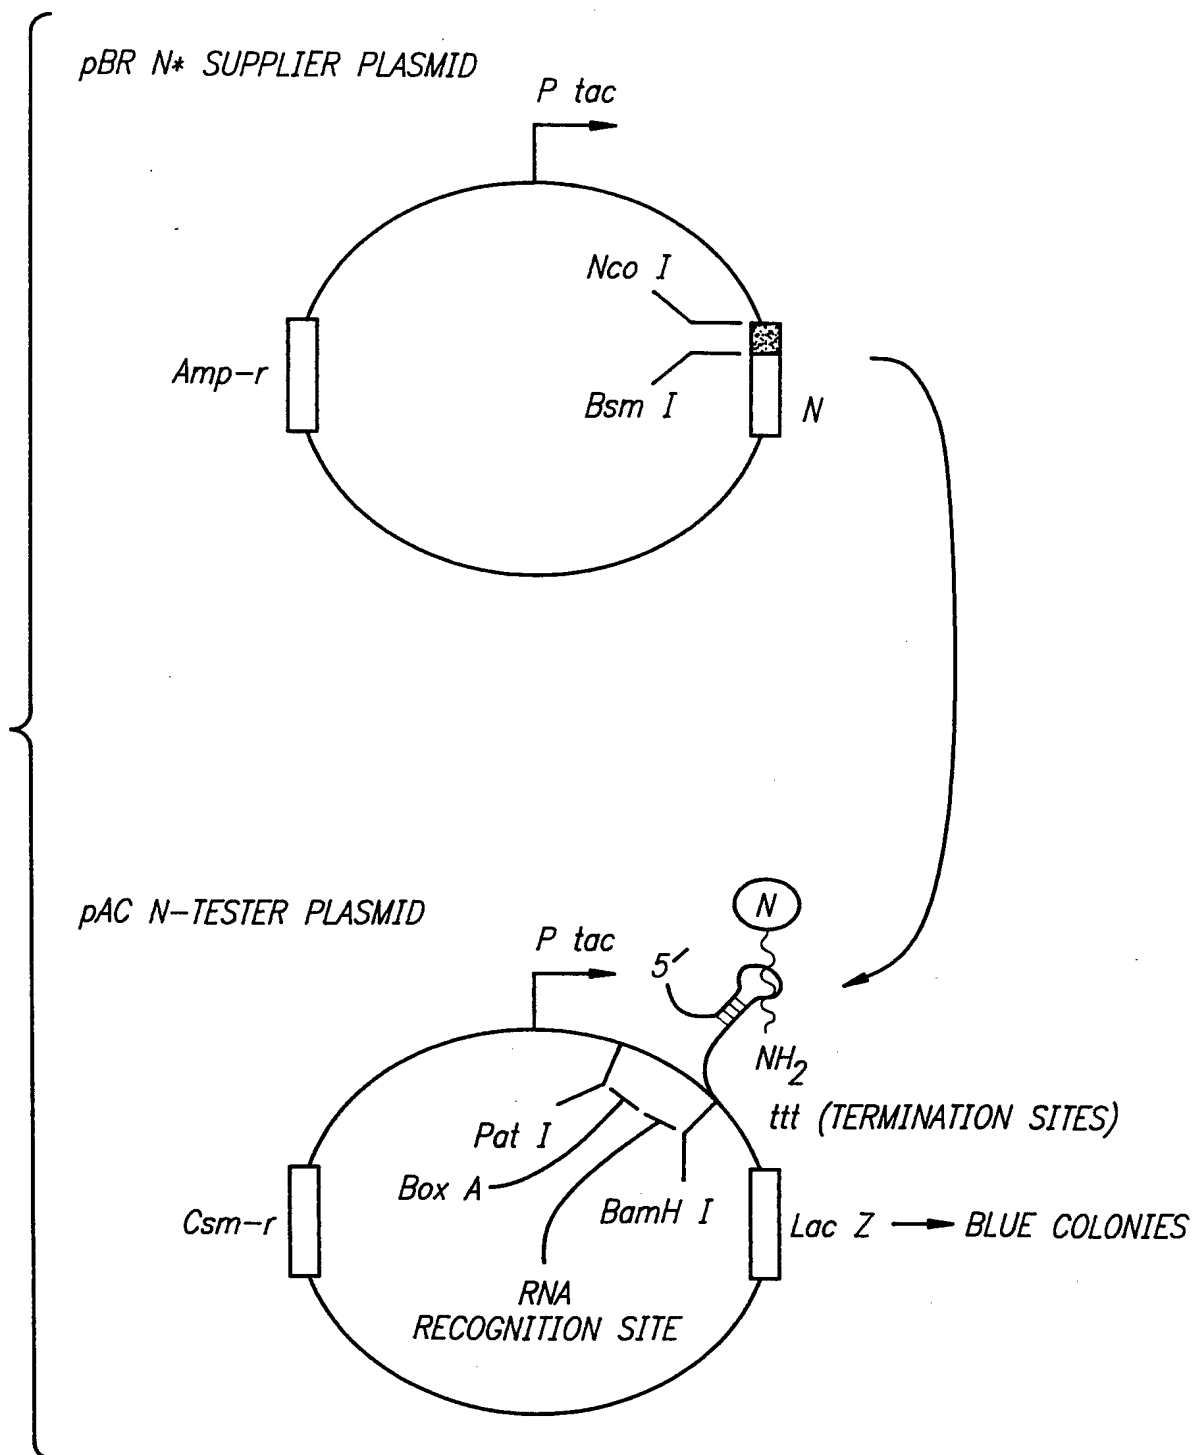 pBR N* SUPPLIER PLASMID
P tac
Nco I
Amp-r
Bsm I
N
pAC N-TESTER PLASMID
P tac
N
5′
NH2
ttt (TERMINATION SITES)
Pat I
Box A
BamH I
Csm-r
Lac Z → BLUE COLONIES
RNA
RECOGNITION SITE